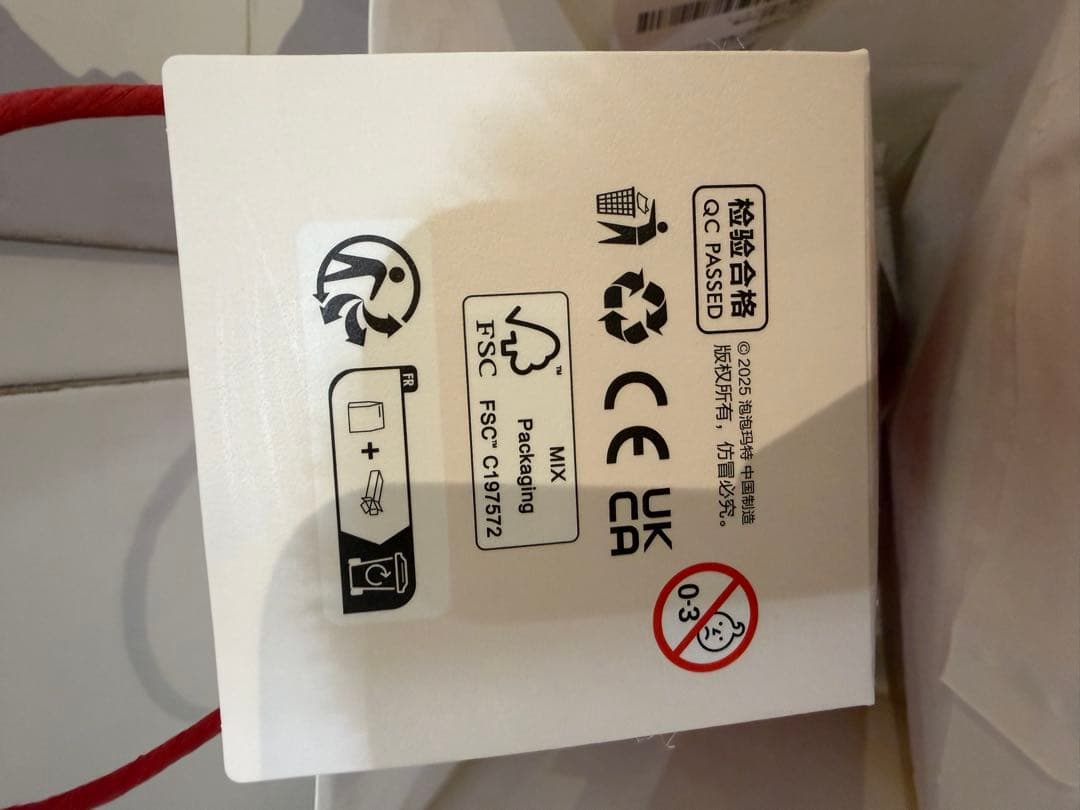 检验合格
QC PASSED
© 2025 泡泡玛特 中国制造
版权所有，仿冒必究。
0-3
CE
UK
CA
FSC
MIX
Packaging
FSC™ C197572
FR